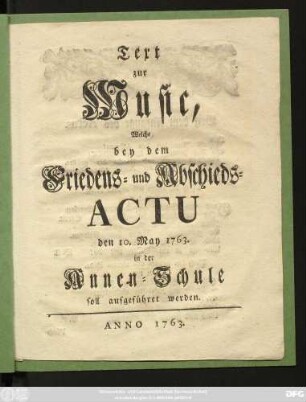 Text
zur
Music,
Welche
bey dem
Friedens- und Abschieds-
ACTU
den 10. May 1763.
in der
Annen-Schule
soll aufgeführet werden.
ANNO 1763.